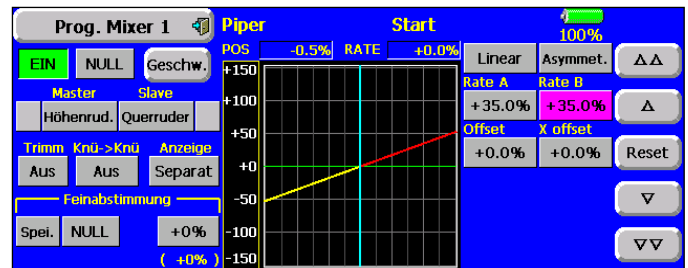 Prog. Mixer 1 Piper Start 100%
POS -0.5% RATE +0.0%
EIN NULL Geschw. Linear Asymmet.
Master Slave Rate A Rate B
Höhenrud. Querruder +35.0% +35.0%
Offset X offset
+0.0% +0.0% Reset
Trimm Knü->Knü Anzeige
Aus Aus Separat
Feinabstimmung
Spei. NULL +0%
( +0% )
+150
+100
+50
+0
-50
-100
-150